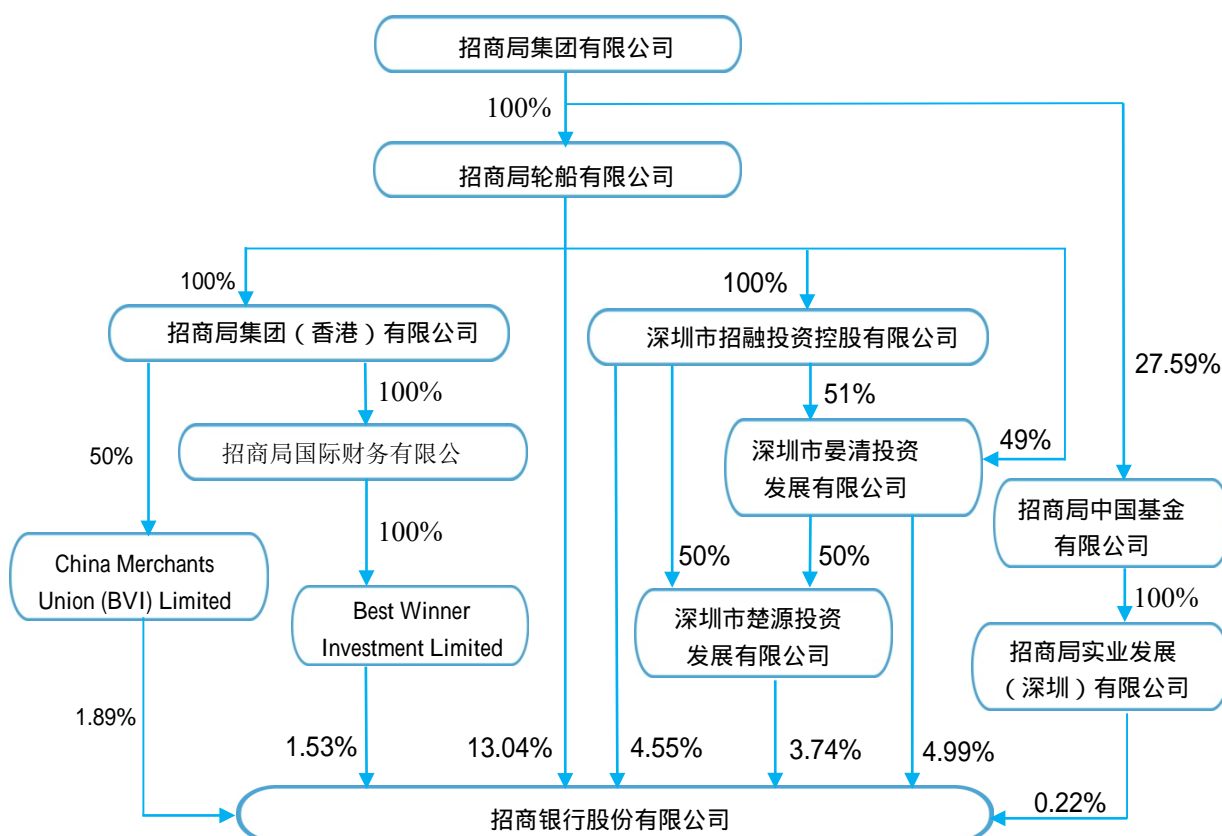 招商局集团有限公司
100%
招商局轮船有限公司
100%
100%
招商局集团（香港）有限公司
深圳市招融投资控股有限公司
27.59%
100%
51%
50%
招商局国际财务有限公
深圳市晏清投资
发展有限公司
49%
招商局中国基金
有限公司
100%
50%
50%
China Merchants
Union (BVI) Limited
Best Winner
Investment Limited
深圳市楚源投资
发展有限公司
100%
招商局实业发展
（深圳）有限公司
1.89%
1.53%
13.04%
4.55%
3.74%
4.99%
0.22%
招商银行股份有限公司